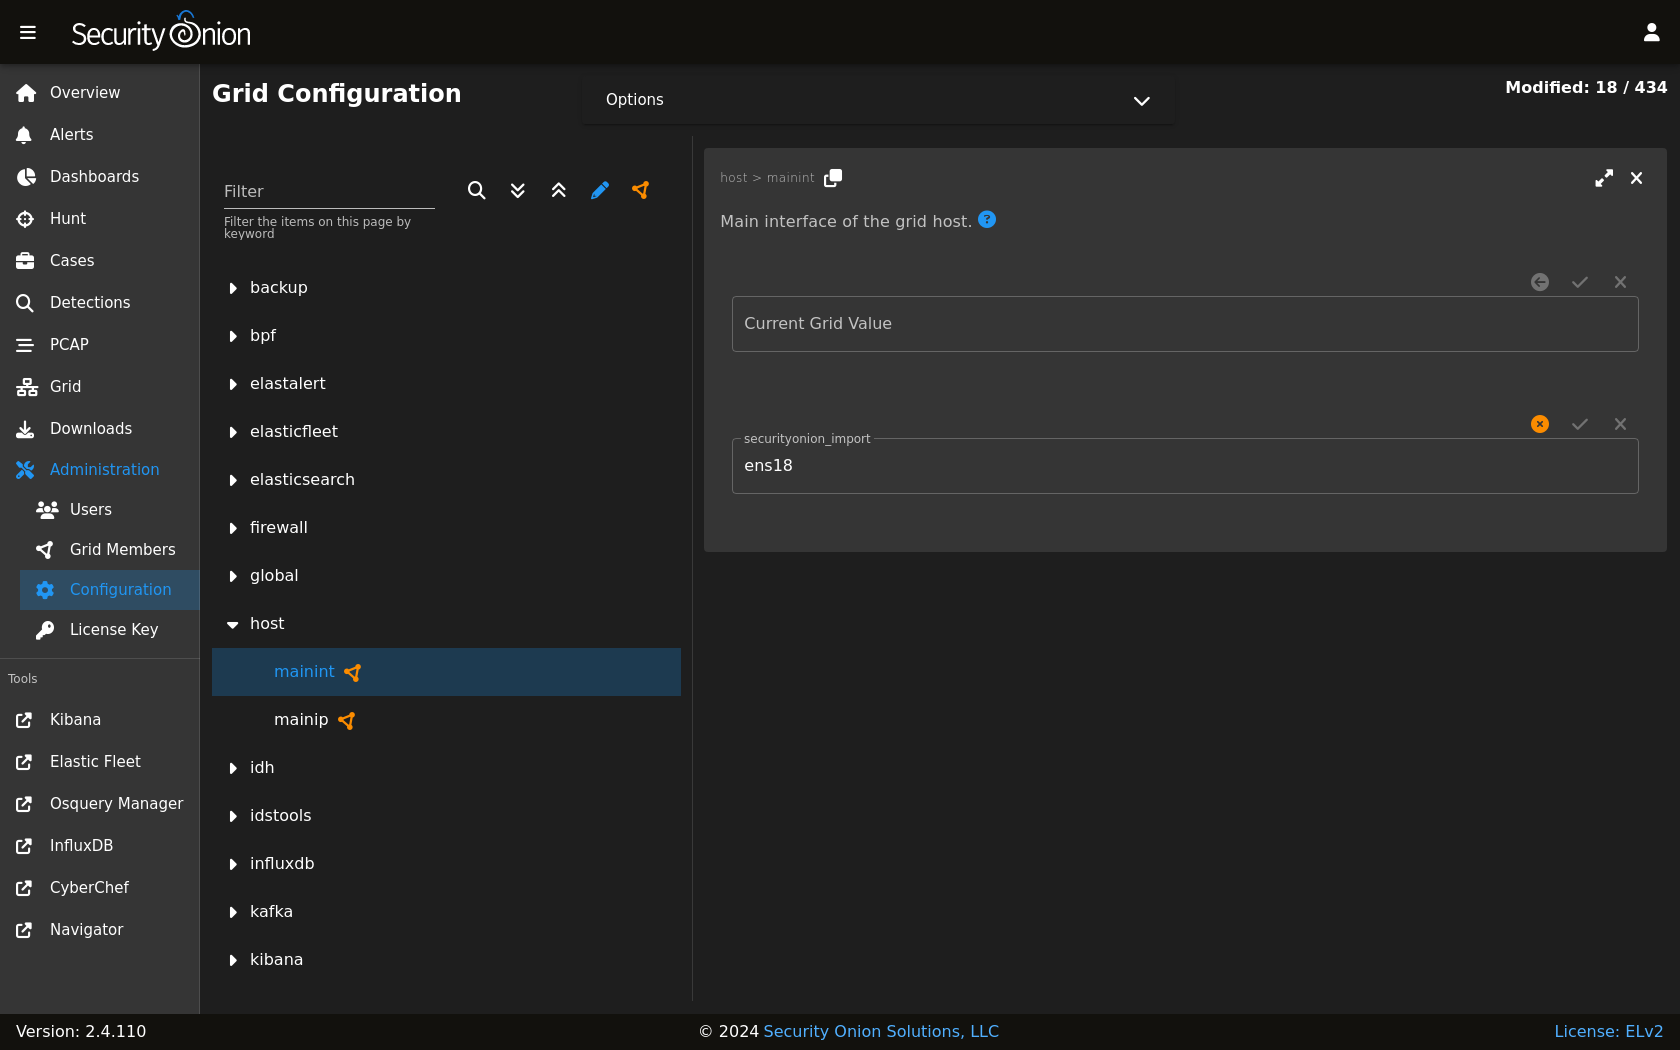 Security Onion
Overview
Alerts
Dashboards
Hunt
Cases
Detections
PCAP
Grid
Downloads
Administration
Users
Grid Members
Configuration
License Key
Tools
Kibana
Elastic Fleet
Osquery Manager
InfluxDB
CyberChef
Navigator
Grid Configuration
Options
Modified: 18 / 434
Filter
Filter the items on this page by
keyword
backup
bpf
elastalert
elasticfleet
elasticsearch
firewall
global
host
mainint
mainip
idh
idstools
influxdb
kafka
kibana
host > mainint
Main interface of the grid host. ?
Current Grid Value
securityonion_import
ens18
Version: 2.4.110
© 2024 Security Onion Solutions, LLC
License: ELv2